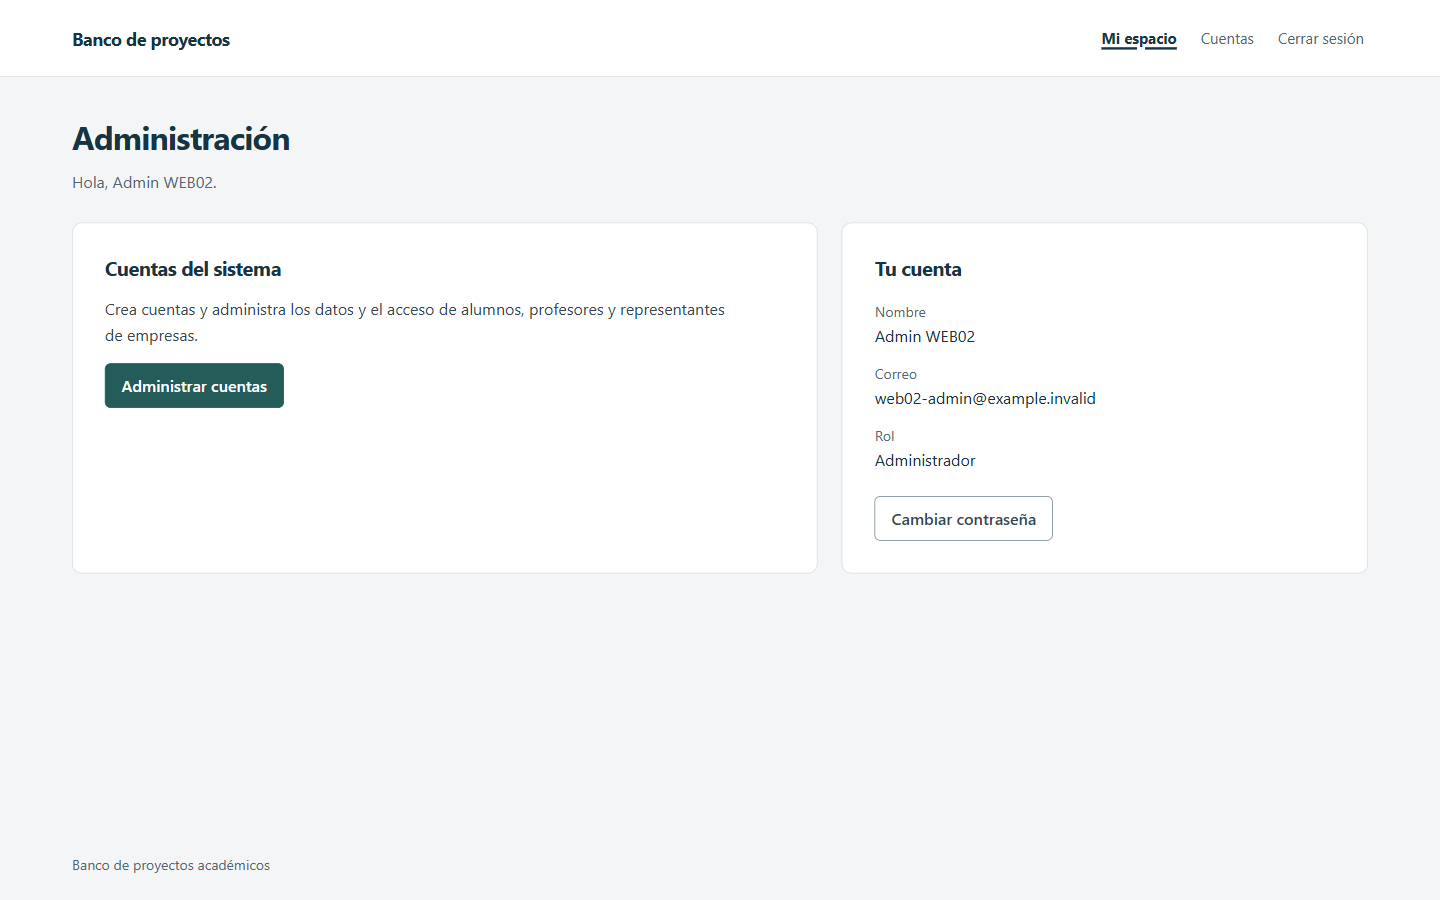 Banco de proyectos
Mi espacio
Cuentas
Cerrar sesión
Administración
Hola, Admin WEB02.
Cuentas del sistema
Crea cuentas y administra los datos y el acceso de alumnos, profesores y representantes
de empresas.
Administrar cuentas
Tu cuenta
Nombre
Admin WEB02
Correo
web02-admin@example.invalid
Rol
Administrador
Cambiar contraseña
Banco de proyectos académicos